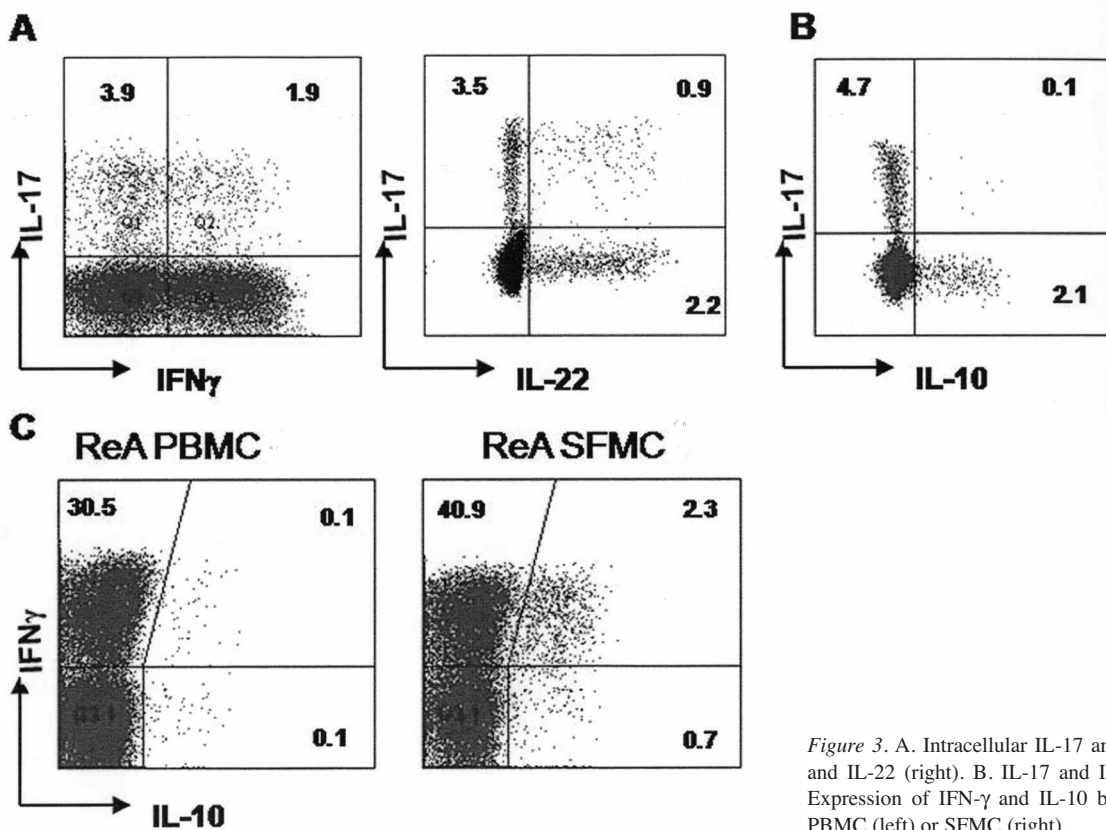 A
B
3.9 1.9
3.5 0.9
4.7 0.1
IL-17
IL-17
IL-17
Q1 Q2
2.2
2.1
IFNγ
IL-22
IL-10
C
ReA PBMC
ReA SFMC
30.5 0.1
40.9 2.3
IFNγ
0.1
0.7
IL-10
Figure 3. A. Intracellular IL-17 
and IL-22 (right). B. IL-17 and
Expression of IFN-γ and IL-10
PBMC (left) or SFMC (right)